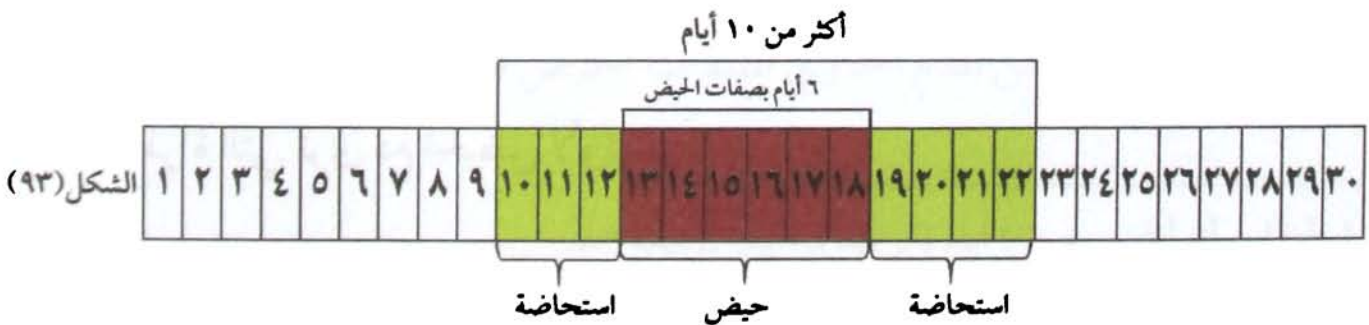 أكثر من ١٠ أيام
٦ أيام بصفات الحيض
الشكل (٩٣) ١ ٢ ٣ ٤ ٥ ٦ ٧ ٨ ٩ ١٠ ١١ ١٢ ١٣ ١٤ ١٥ ١٦ ١٧ ١٨ ١٩ ٢٠ ٢١ ٢٢ ٢٣ ٢٤ ٢٥ ٢٦ ٢٧ ٢٨ ٢٩ ٣٠
استحاضة حيض استحاضة